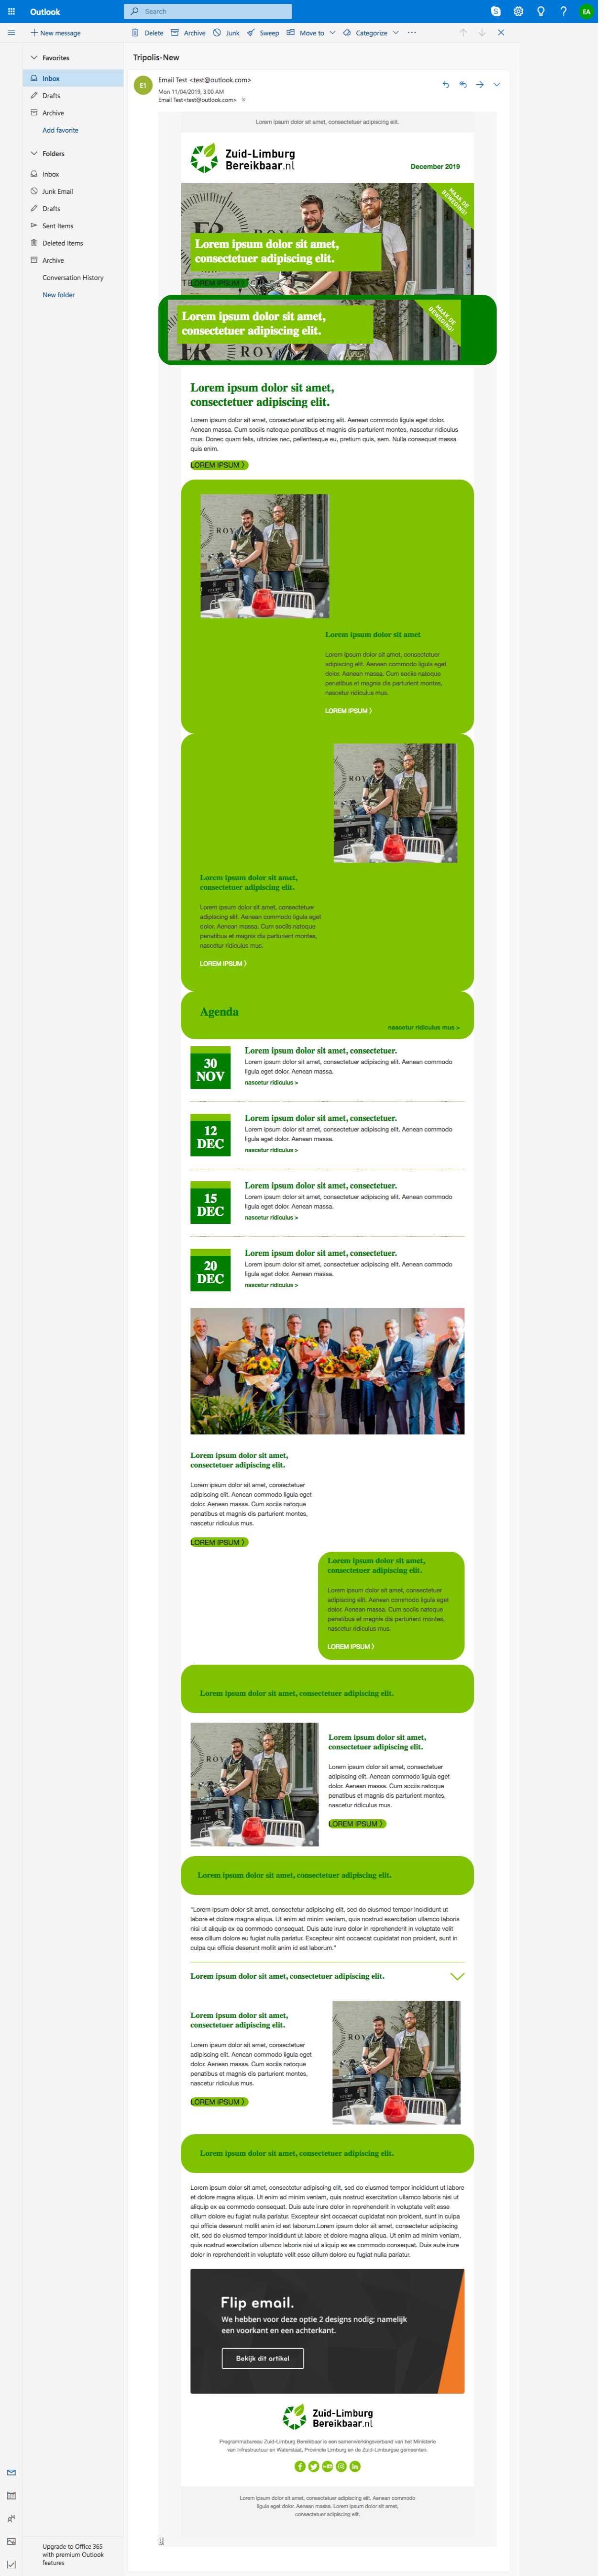 Outlook
Search
EA
New message
Delete
Archive
Junk
Sweep
Move to
Categorize
Favorites
Inbox
Drafts
Archive
Add favorite
Folders
Inbox
Junk Email
Drafts
Sent Items
Deleted Items
Archive
Conversation History
New folder
Tripolis-New
E1
Email Test <test@outlook.com>
Mon 11/04/2019, 3:00 AM
Email Test<test@outlook.com>
Lorem ipsum dolor sit amet, consectetuer adipiscing elit.
Zuid-Limburg
Bereikbaar.nl
December 2019
MAAK DE
BEWEGING!
Lorem ipsum dolor sit amet,
consectetuer adipiscing elit.
LOREM IPSUM 〉
Lorem ipsum dolor sit amet,
consectetuer adipiscing elit.
MAAK DE
BEWEGING!
ROY
Lorem ipsum dolor sit amet,
consectetuer adipiscing elit.
Lorem ipsum dolor sit amet, consectetuer adipiscing elit. Aenean commodo ligula eget dolor.
Aenean massa. Cum sociis natoque penatibus et magnis dis parturient montes, nascetur ridiculus
mus. Donec quam felis, ultricies nec, pellentesque eu, pretium quis, sem. Nulla consequat massa
quis enim.
LOREM IPSUM 〉
Lorem ipsum dolor sit amet
Lorem ipsum dolor sit amet, consectetuer
adipiscing elit. Aenean commodo ligula eget
dolor. Aenean massa. Cum sociis natoque
penatibus et magnis dis parturient montes,
nascetur ridiculus mus.
LOREM IPSUM 〉
Lorem ipsum dolor sit amet,
consectetuer adipiscing elit.
Lorem ipsum dolor sit amet, consectetuer
adipiscing elit. Aenean commodo ligula eget
dolor. Aenean massa. Cum sociis natoque
penatibus et magnis dis parturient montes,
nascetur ridiculus mus.
LOREM IPSUM 〉
Agenda
nascetur ridiculus mus >
30
NOV
Lorem ipsum dolor sit amet, consectetuer.
Lorem ipsum dolor sit amet, consectetuer adipiscing elit. Aenean commodo
ligula eget dolor. Aenean massa.
nascetur ridiculus >
12
DEC
Lorem ipsum dolor sit amet, consectetuer.
Lorem ipsum dolor sit amet, consectetuer adipiscing elit. Aenean commodo
ligula eget dolor. Aenean massa.
nascetur ridiculus >
15
DEC
Lorem ipsum dolor sit amet, consectetuer.
Lorem ipsum dolor sit amet, consectetuer adipiscing elit. Aenean commodo
ligula eget dolor. Aenean massa.
nascetur ridiculus >
20
DEC
Lorem ipsum dolor sit amet, consectetuer.
Lorem ipsum dolor sit amet, consectetuer adipiscing elit. Aenean commodo
ligula eget dolor. Aenean massa.
nascetur ridiculus >
Lorem ipsum dolor sit amet,
consectetuer adipiscing elit.
Lorem ipsum dolor sit amet, consectetuer
adipiscing elit. Aenean commodo ligula eget
dolor. Aenean massa. Cum sociis natoque
penatibus et magnis dis parturient montes,
nascetur ridiculus mus.
LOREM IPSUM 〉
Lorem ipsum dolor sit amet,
consectetuer adipiscing elit.
Lorem ipsum dolor sit amet, consectetuer
adipiscing elit. Aenean commodo ligula eget
dolor. Aenean massa. Cum sociis natoque
penatibus et magnis dis parturient montes,
nascetur ridiculus mus.
LOREM IPSUM 〉
Lorem ipsum dolor sit amet, consectetuer adipiscing elit.
Lorem ipsum dolor sit amet,
consectetuer adipiscing elit.
Lorem ipsum dolor sit amet, consectetuer
adipiscing elit. Aenean commodo ligula eget
dolor. Aenean massa. Cum sociis natoque
penatibus et magnis dis parturient montes,
nascetur ridiculus mus.
LOREM IPSUM 〉
Lorem ipsum dolor sit amet, consectetuer adipiscing elit.
"Lorem ipsum dolor sit amet, consectetur adipiscing elit, sed do eiusmod tempor incididunt ut
labore et dolore magna aliqua. Ut enim ad minim veniam, quis nostrud exercitation ullamco laboris
nisi ut aliquip ex ea commodo consequat. Duis aute irure dolor in reprehenderit in voluptate velit
esse cillum dolore eu fugiat nulla pariatur. Excepteur sint occaecat cupidatat non proident, sunt in
culpa qui officia deserunt mollit anim id est laborum."
Lorem ipsum dolor sit amet, consectetuer adipiscing elit.
Lorem ipsum dolor sit amet,
consectetuer adipiscing elit.
Lorem ipsum dolor sit amet, consectetuer
adipiscing elit. Aenean commodo ligula eget
dolor. Aenean massa. Cum sociis natoque
penatibus et magnis dis parturient montes,
nascetur ridiculus mus.
LOREM IPSUM 〉
Lorem ipsum dolor sit amet, consectetuer adipiscing elit.
Lorem ipsum dolor sit amet, consectetur adipiscing elit, sed do eiusmod tempor incididunt ut labore
et dolore magna aliqua. Ut enim ad minim veniam, quis nostrud exercitation ullamco laboris nisi ut
aliquip ex ea commodo consequat. Duis aute irure dolor in reprehenderit in voluptate velit esse
cillum dolore eu fugiat nulla pariatur. Excepteur sint occaecat cupidatat non proident, sunt in culpa
qui officia deserunt mollit id est laborum.Lorem ipsum dolor sit amet, consectetur adipiscing
elit, sed do eiusmod tempor incididunt ut labore et dolore magna aliqua. Ut enim ad minim veniam,
quis nostrud exercitation ullamco laboris nisi ut aliquip ex ea commodo consequat. Duis aute irure
dolor in reprehenderit in voluptate velit esse cillum dolore eu fugiat nulla pariatur.
Flip email.
We hebben voor deze optie 2 designs nodig; namelijk
een voorkant en een achterkant.
Bekijk dit artikel
Zuid-Limburg
Bereikbaar.nl
Programmabureau Zuid-Limburg Bereikbaar is een samenwerkingsverband van het Ministerie
van Infrastructuur en Waterstaat, Provincie Limburg en de Zuid-Limburgse gemeenten.
Lorem ipsum dolor sit amet, consectetuer adipiscing elit. Aenean commodo
ligula eget dolor. Aenean massa. Lorem ipsum dolor sit amet,
consectetuer adipiscing elit.
Upgrade to Office 365
with premium Outlook
features